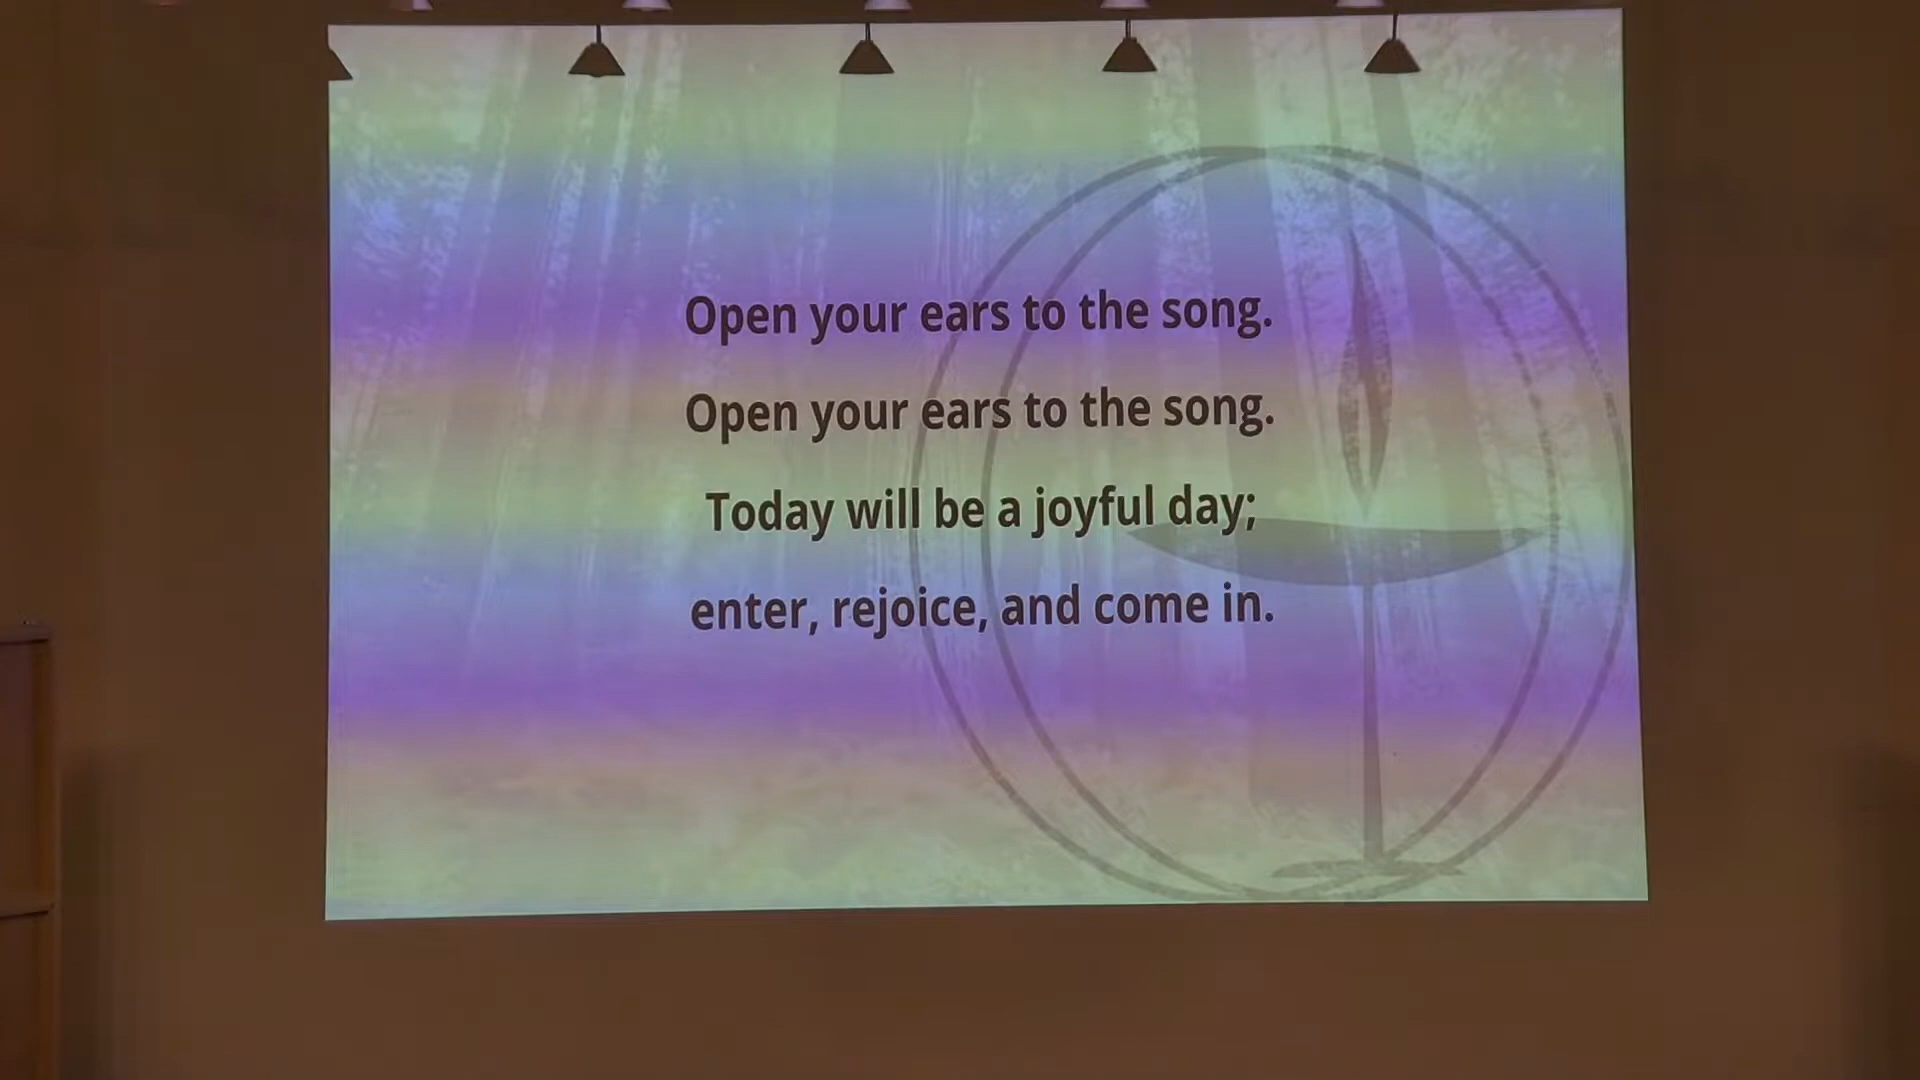 Open your ears to the song.
Open your ears to the song.
Today will be a joyful day;
enter, rejoice, and come in.